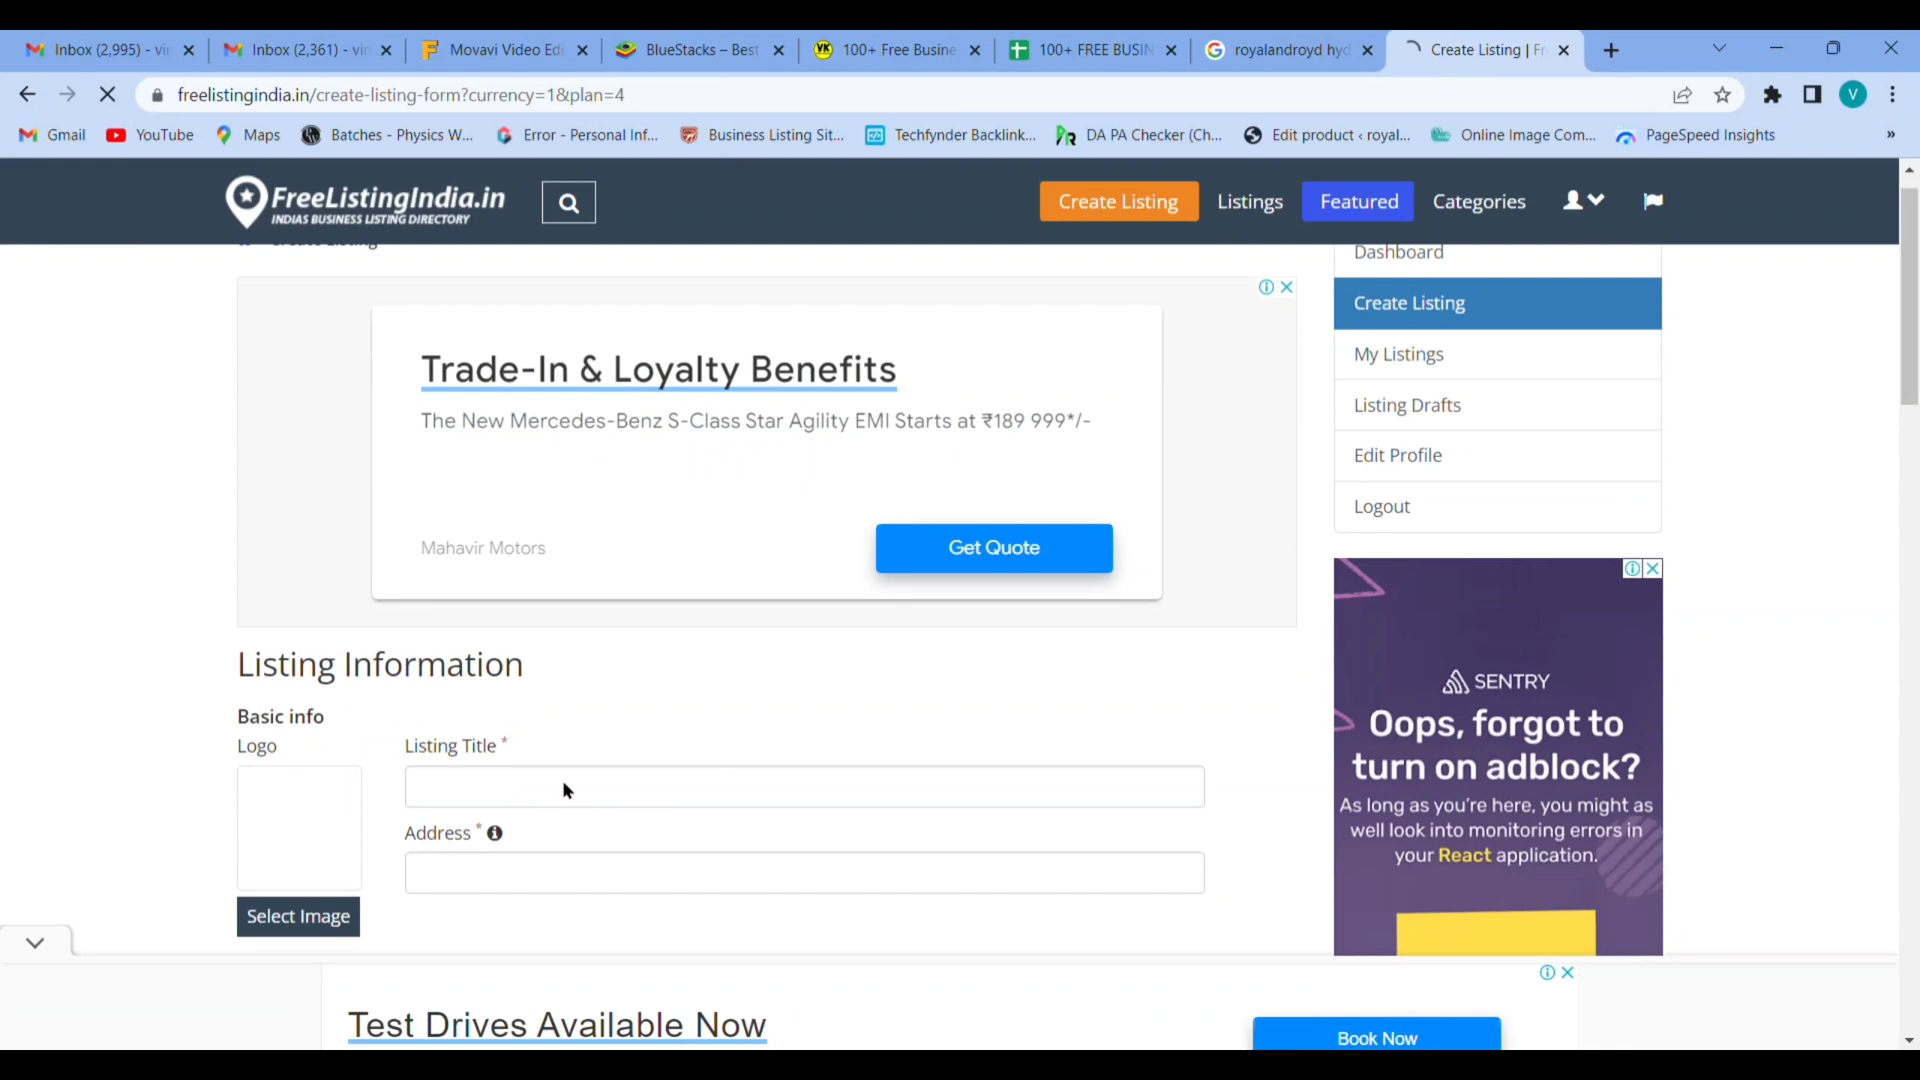 Inbox (2,995) - vin
Inbox (2,361) - vin
Movavi Video Edi
BlueStacks – Best
100+ Free Busine
100+ FREE BUSIN
royalandroyd hyd
Create Listing | Fr
freelistingindia.in/create-listing-form?currency=1&plan=4
V
Gmail
YouTube
Maps
Batches - Physics W...
Error - Personal Inf...
Business Listing Sit...
Techfynder Backlink...
DA PA Checker (Ch...
Edit product ‹ royal...
Online Image Com...
PageSpeed Insights
»
FreeListingIndia.in
INDIAS BUSINESS LISTING DIRECTORY
Create Listing
Listings
Featured
Categories
Create Listing
Dashboard
Create Listing
My Listings
Listing Drafts
Edit Profile
Logout
Trade-In & Loyalty Benefits
The New Mercedes-Benz S-Class Star Agility EMI Starts at ₹189 999*/-
Mahavir Motors
Get Quote
Listing Information
Basic info
Logo
Listing Title *
Address *
Select Image
SENTRY
Oops, forgot to
turn on adblock?
As long as you're here, you might as
well look into monitoring errors in
your React application.
Test Drives Available Now
Book Now